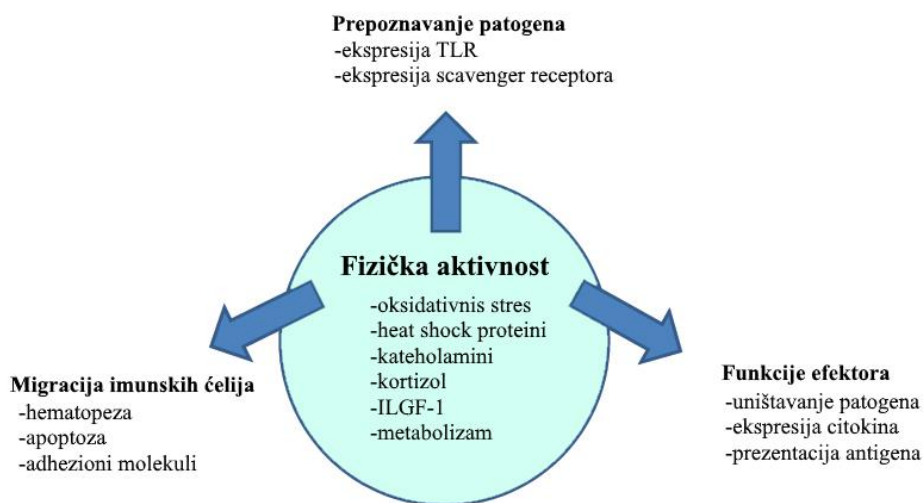 Prepoznavanje patogena
-ekspresija TLR
-ekspresija scavenger receptora
Fizička aktivnost
-oksidativnis stres
-heat shock proteini
-kateholamini
-kortizol
-ILGF-1
-metabolizam
Migracija imunskih ćelija
-hematopeza
-apoptoza
-adhezioni molekuli
Funkcije efektora
-uništavanje patogena
-ekspresija citokina
-prezentacija antigena